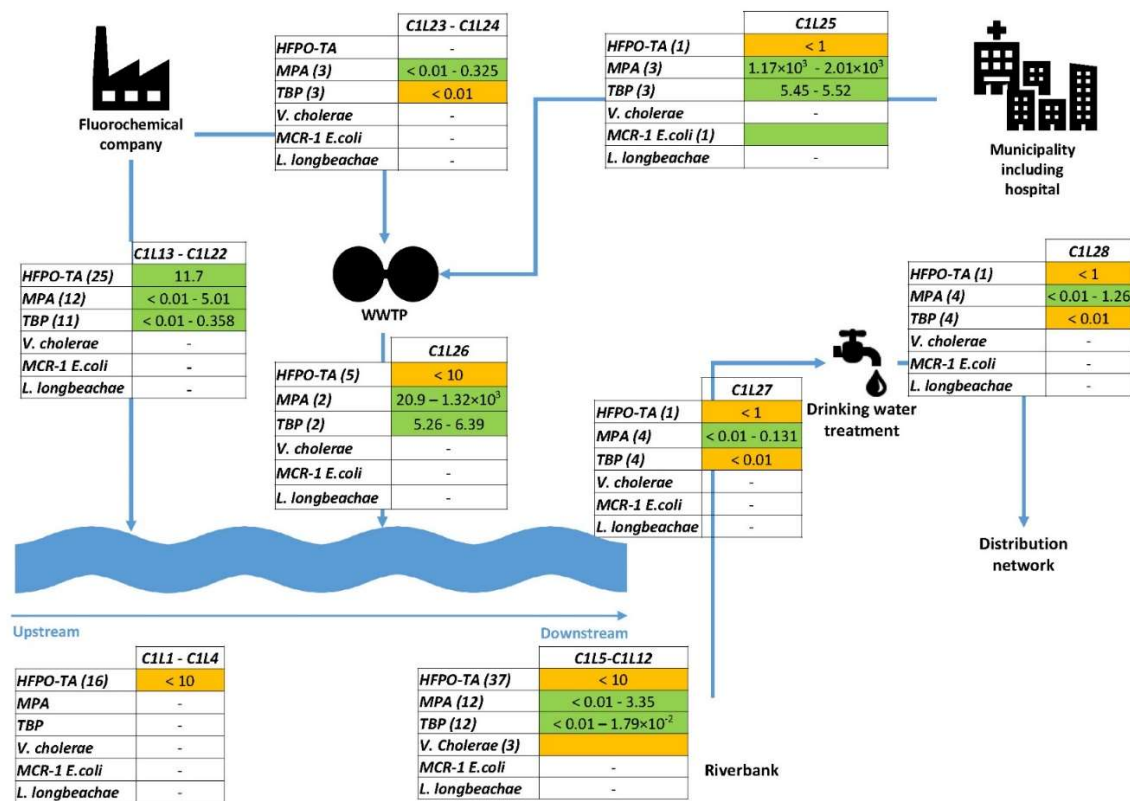 Fluorochemical
company
C1L23 - C1L24
HFPO-TA -
MPA (3) < 0.01 - 0.325
TBP (3) < 0.01
V. cholerae -
MCR-1 E.coli -
L. longbeachae -
C1L25
HFPO-TA (1) < 1
MPA (3) 1.17×10³ - 2.01×10³
TBP (3) 5.45 - 5.52
V. cholerae -
MCR-1 E.coli (1)
L. longbeachae -
Municipality
including
hospital
C1L13 - C1L22
HFPO-TA (25) 11.7
MPA (12) < 0.01 - 5.01
TBP (11) < 0.01 - 0.358
V. cholerae -
MCR-1 E.coli -
L. longbeachae -
WWTP
C1L26
HFPO-TA (5) < 10
MPA (2) 20.9 – 1.32×10³
TBP (2) 5.26 - 6.39
V. cholerae -
MCR-1 E.coli -
L. longbeachae -
C1L27
HFPO-TA (1) < 1
MPA (4) < 0.01 - 0.131
TBP (4) < 0.01
V. cholerae -
MCR-1 E.coli -
L. longbeachae -
Drinking water
treatment
C1L28
HFPO-TA (1) < 1
MPA (4) < 0.01 - 1.26
TBP (4) < 0.01
V. cholerae -
MCR-1 E.coli -
L. longbeachae -
Distribution
network
Upstream
Downstream
C1L1 - C1L4
HFPO-TA (16) < 10
MPA -
TBP -
V. cholerae -
MCR-1 E.coli -
L. longbeachae -
C1L5-C1L12
HFPO-TA (37) < 10
MPA (12) < 0.01 - 3.35
TBP (12) < 0.01 – 1.79×10⁻²
V. Cholerae (3)
MCR-1 E.coli -
L. longbeachae -
Riverbank